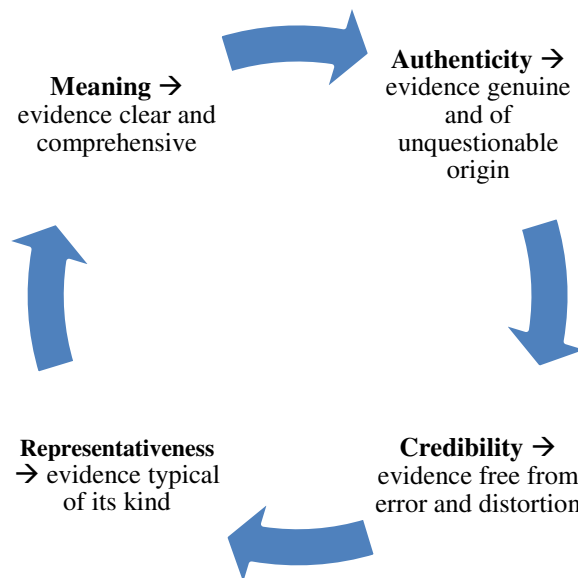 Meaning →
evidence clear and
comprehensive
Authenticity →
evidence genuine
and of
unquestionable
origin
Credibility →
evidence free from
error and distortion
Representativeness
→ evidence typical
of its kind